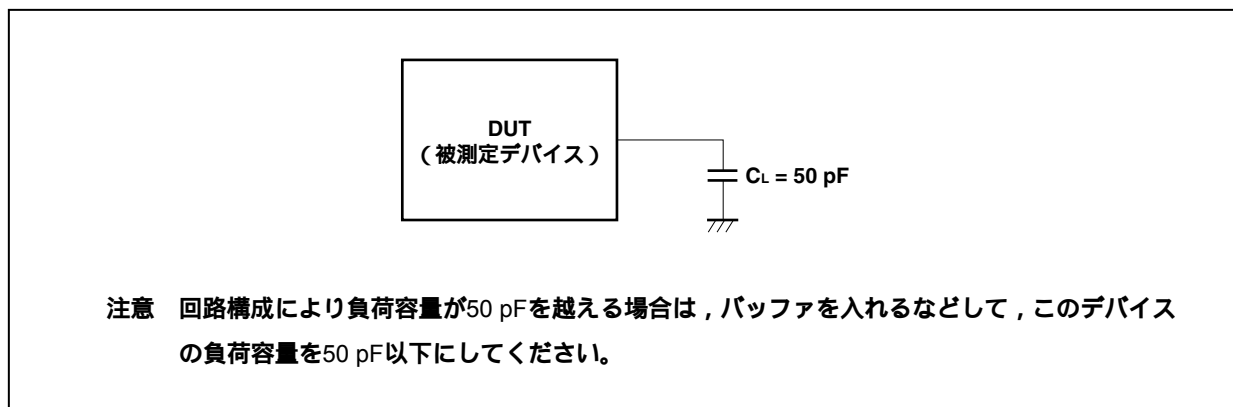 DUT
（被測定デバイス）
CL = 50 pF
注意　回路構成により負荷容量が50 pFを越える場合は，バッファを入れるなどして，このデバイス
の負荷容量を50 pF以下にしてください。